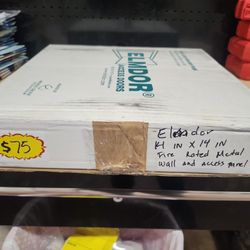 ELMDOR®
ACCESS DOORS
$75
Elmdor
14 IN X 14 IN
Fire Rated Metal
Wall and access panel